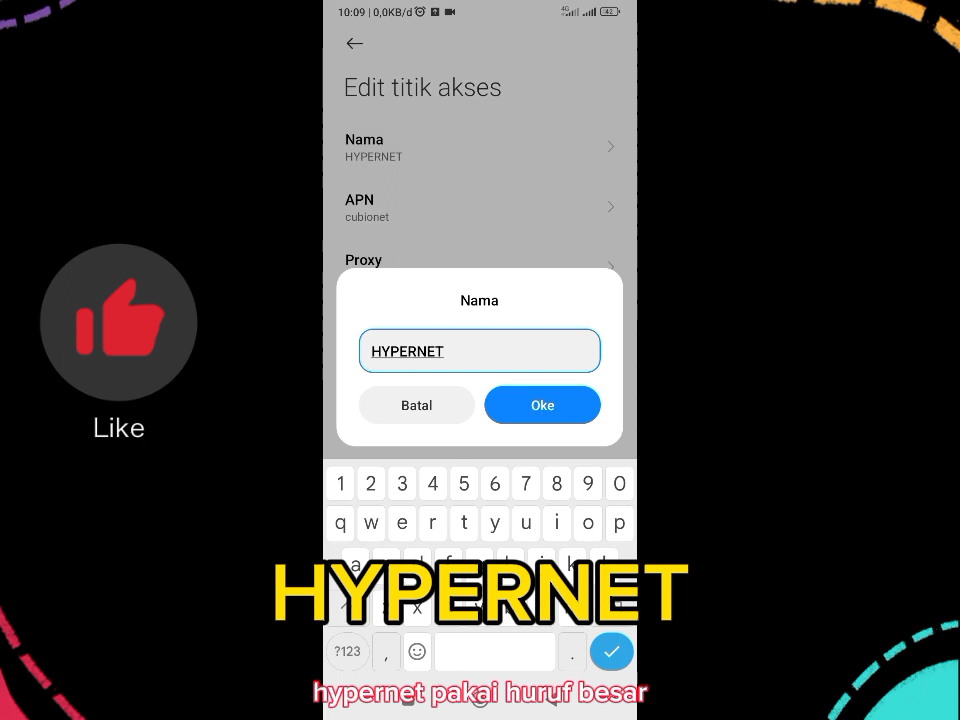 10:09 | 0,0KB/d
4G
42
Edit titik akses
Nama
HYPERNET
APN
cubionet
Proxy
Nama
HYPERNET
Batal
Oke
Like
1 2 3 4 5 6 7 8 9 0
q w e r t y u i o p
a
HYPERNET
?123 , .
hypernet pakai huruf besar